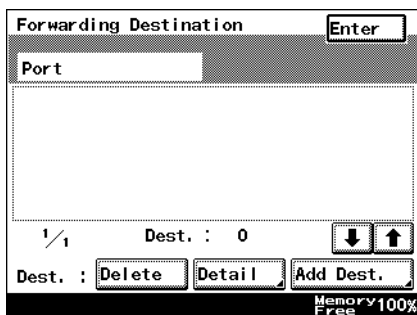 Forwarding Destination Enter
Port
1/1 Dest. : 0
Dest. : Delete Detail Add Dest.
Memory Free 100%